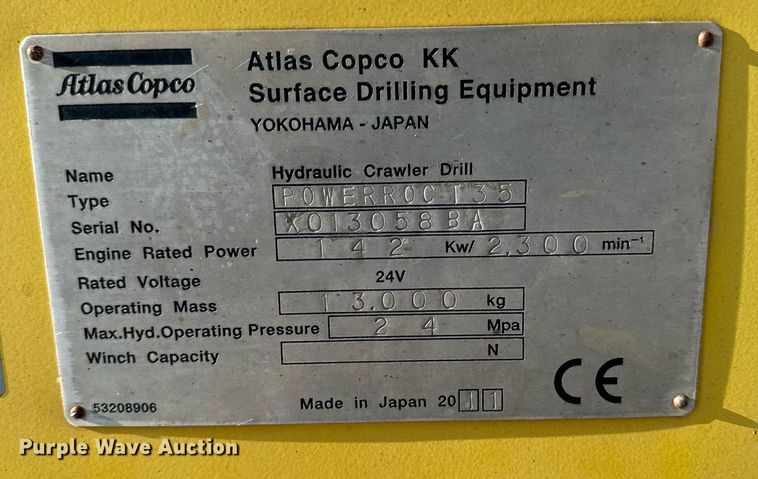 Atlas Copco
Atlas Copco KK
Surface Drilling Equipment
YOKOHAMA - JAPAN
Name Hydraulic Crawler Drill
Type POWERROC T35
Serial No. X013058BA
Engine Rated Power 142 Kw/ 2,300 min⁻¹
Rated Voltage 24V
Operating Mass 13,000 kg
Max.Hyd.Operating Pressure 24 Mpa
Winch Capacity N
53208906 Made in Japan 2011 CE
Purple Wave Auction